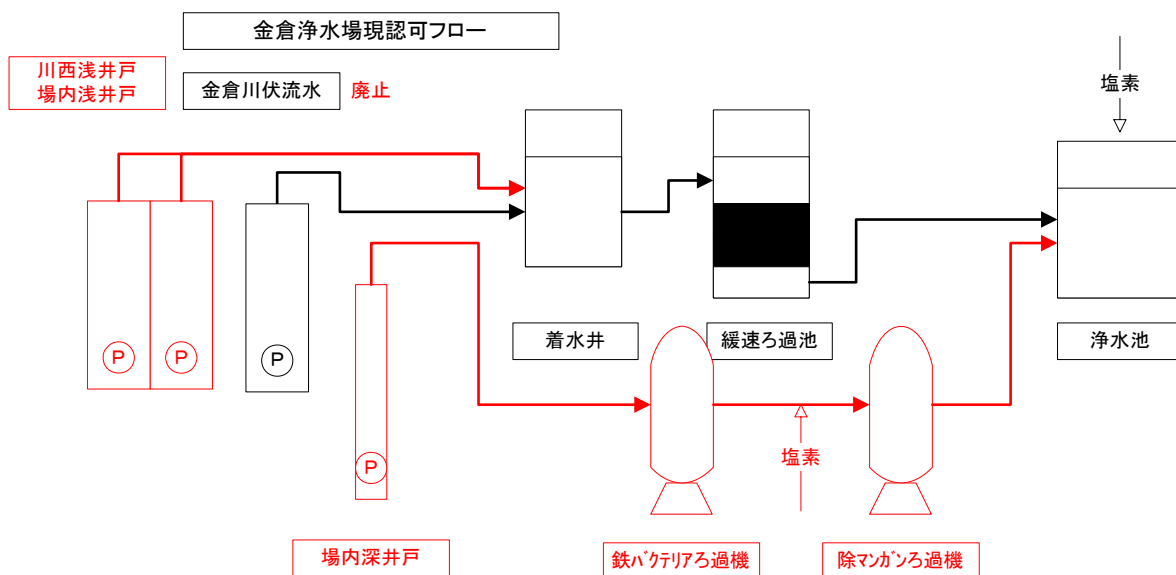 金倉浄水場現認可フロー
川西浅井戸
場内浅井戸
金倉川伏流水
廃止
塩素
着水井
緩速ろ過池
浄水池
P
P
P
P
塩素
場内深井戸
鉄バクテリアろ過機
除マンガンろ過機